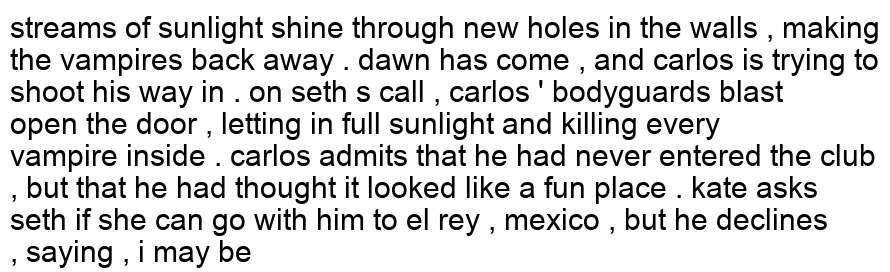 streams of sunlight shine through new holes in the walls , making
the vampires back away . dawn has come , and carlos is trying to
shoot his way in . on seth s call , carlos ' bodyguards blast
open the door , letting in full sunlight and killing every
vampire inside . carlos admits that he had never entered the club
, but that he had thought it looked like a fun place . kate asks
seth if she can go with him to el rey , mexico , but he declines
, saying , i may be